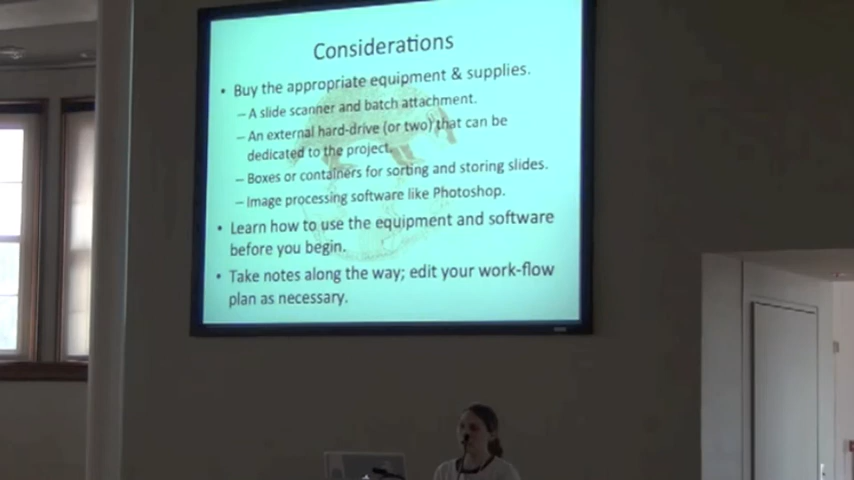 Considerations
• Buy the appropriate equipment & supplies.
– A slide scanner and batch attachment.
– An external hard-drive (or two) that can be
dedicated to the project.
– Boxes or containers for sorting and storing slides.
– Image processing software like Photoshop.
• Learn how to use the equipment and software
before you begin.
• Take notes along the way; edit your work-flow
plan as necessary.